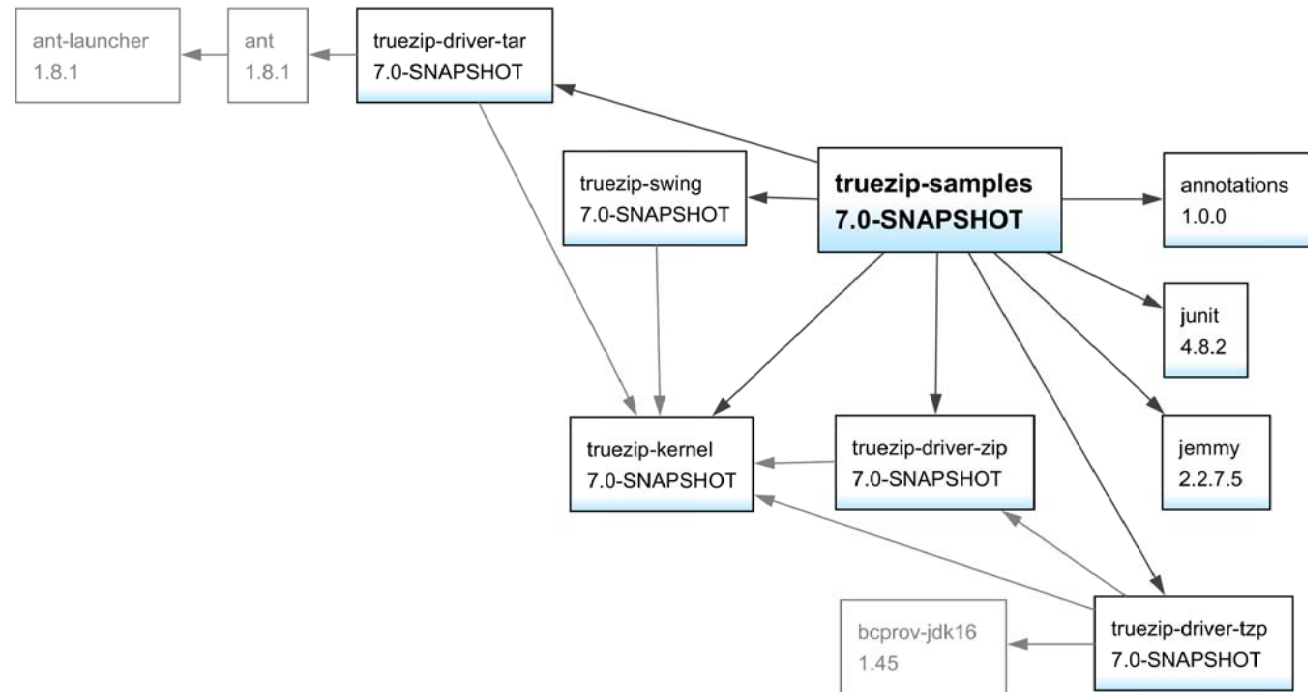 ant-launcher
1.8.1
ant
1.8.1
truezip-driver-tar
7.0-SNAPSHOT
truezip-swing
7.0-SNAPSHOT
truezip-samples
7.0-SNAPSHOT
annotations
1.0.0
junit
4.8.2
truezip-kernel
7.0-SNAPSHOT
truezip-driver-zip
7.0-SNAPSHOT
jemmy
2.2.7.5
bcprov-jdk16
1.45
truezip-driver-tzp
7.0-SNAPSHOT